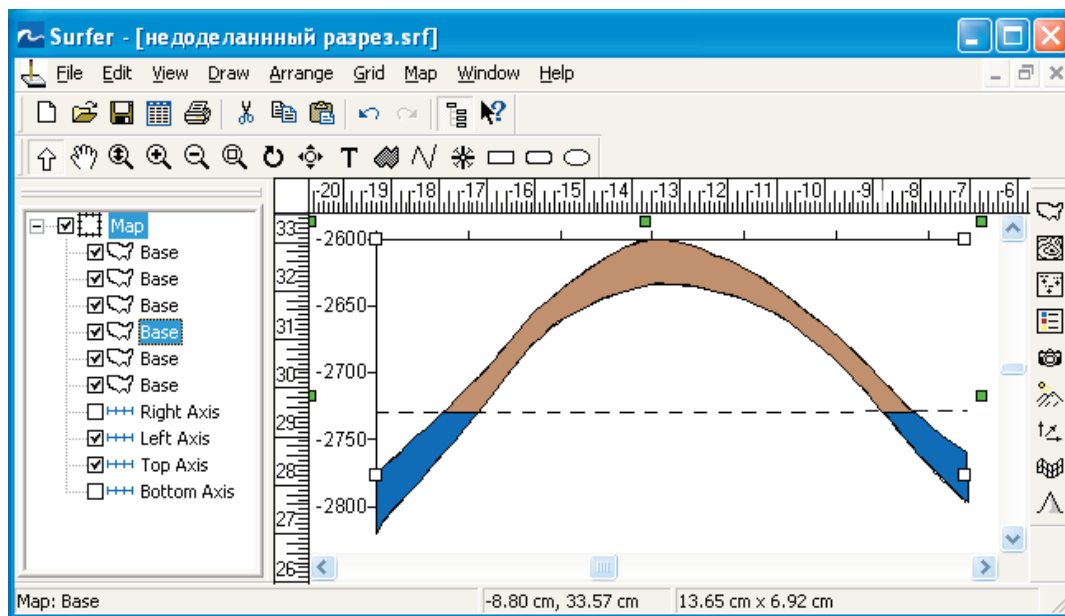 Surfer - [недоделаннный разрез.srf]
File Edit View Draw Arrange Grid Map Window Help
T
-20 -19 -18 -17 -16 -15 -14 -13 -12 -11 -10 -9 -8 -7 -6
Map
Base
Base
Base
Base
Base
Base
Right Axis
Left Axis
Top Axis
Bottom Axis
33
32
31
30
29
28
27
26
-2600
-2650
-2700
-2750
-2800
Map: Base
-8.80 cm, 33.57 cm
13.65 cm x 6.92 cm